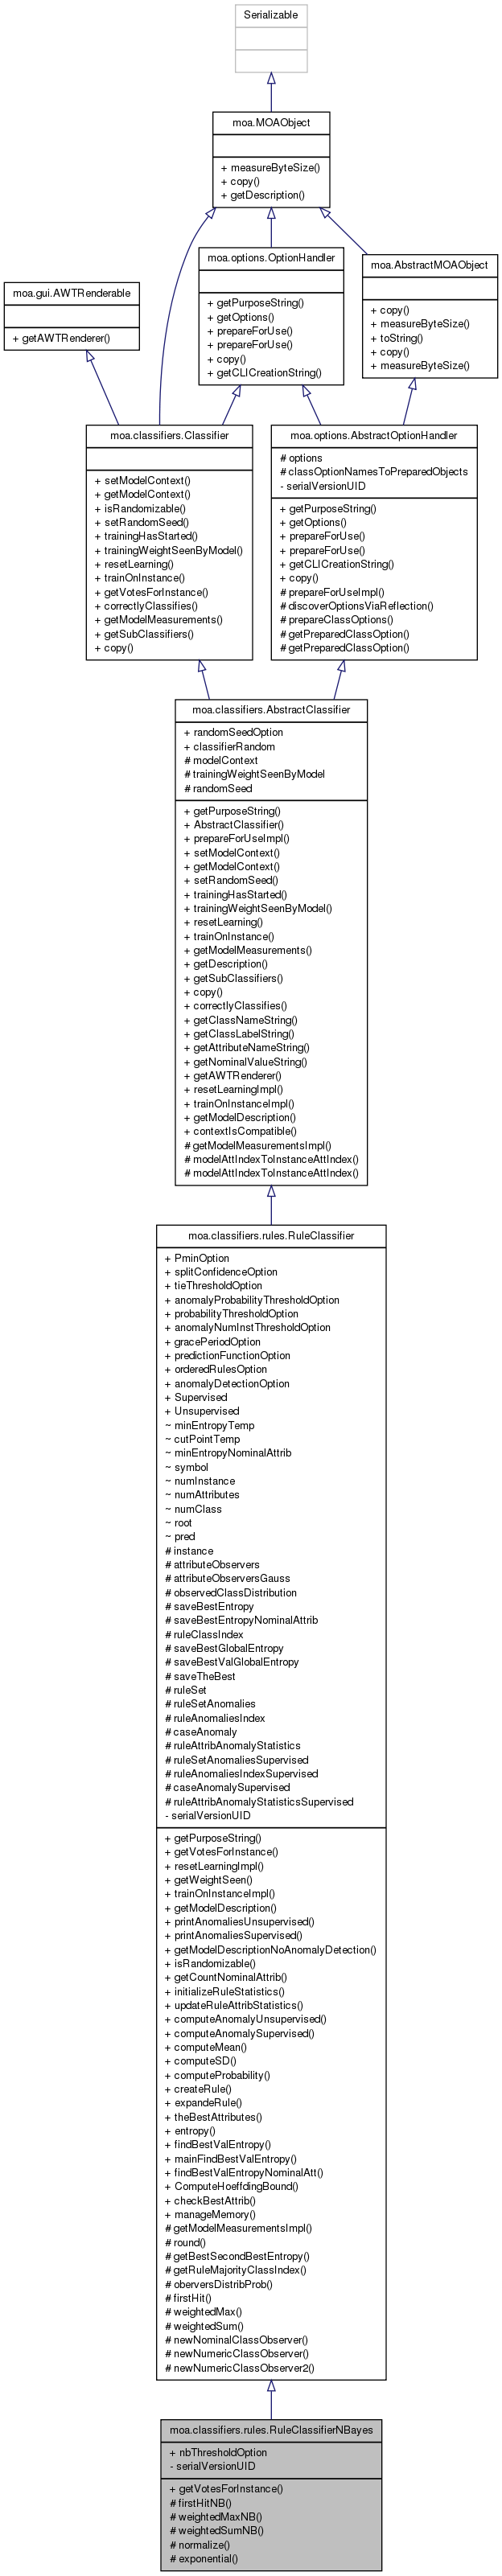 Serializable
moa.MOAObject
+ measureByteSize()
+ copy()
+ getDescription()
moa.options.OptionHandler
+ getPurposeString()
+ getOptions()
+ prepareForUse()
+ prepareForUse()
+ copy()
+ getCLICreationString()
moa.AbstractMOAObject
+ copy()
+ measureByteSize()
+ toString()
+ copy()
+ measureByteSize()
moa.gui.AWTRenderable
+ getAWTRenderer()
moa.classifiers.Classifier
+ setModelContext()
+ getModelContext()
+ isRandomizable()
+ setRandomSeed()
+ trainingHasStarted()
+ trainingWeightSeenByModel()
+ resetLearning()
+ trainOnInstance()
+ getVotesForInstance()
+ correctlyClassifies()
+ getModelMeasurements()
+ getSubClassifiers()
+ copy()
moa.options.AbstractOptionHandler
# options
# classOptionNamesToPreparedObjects
- serialVersionUID
+ getPurposeString()
+ getOptions()
+ prepareForUse()
+ prepareForUse()
+ getCLICreationString()
+ copy()
# prepareForUseImpl()
# discoverOptionsViaReflection()
# prepareClassOptions()
# getPreparedClassOption()
# getPreparedClassOption()
moa.classifiers.AbstractClassifier
+ randomSeedOption
+ classifierRandom
# modelContext
# trainingWeightSeenByModel
# randomSeed
+ getPurposeString()
+ AbstractClassifier()
+ prepareForUseImpl()
+ setModelContext()
+ getModelContext()
+ setRandomSeed()
+ trainingHasStarted()
+ trainingWeightSeenByModel()
+ resetLearning()
+ trainOnInstance()
+ getModelMeasurements()
+ getDescription()
+ getSubClassifiers()
+ copy()
+ correctlyClassifies()
+ getClassNameString()
+ getClassLabelString()
+ getAttributeNameString()
+ getNominalValueString()
+ getAWTRenderer()
+ resetLearningImpl()
+ trainOnInstanceImpl()
+ getModelDescription()
+ contextIsCompatible()
# getModelMeasurementsImpl()
# modelAttIndexToInstanceAttIndex()
# modelAttIndexToInstanceAttIndex()
moa.classifiers.rules.RuleClassifier
+ PminOption
+ splitConfidenceOption
+ tieThresholdOption
+ anomalyProbabilityThresholdOption
+ probabilityThresholdOption
+ anomalyNumInstThresholdOption
+ gracePeriodOption
+ predictionFunctionOption
+ orderedRulesOption
+ anomalyDetectionOption
+ Supervised
+ Unsupervised
~ minEntropyTemp
~ cutPointTemp
~ minEntropyNominalAttrib
~ symbol
~ numInstance
~ numAttributes
~ numClass
~ root
~ pred
# instance
# attributeObservers
# attributeObserversGauss
# observedClassDistribution
# saveBestEntropy
# saveBestEntropyNominalAttrib
# ruleClassIndex
# saveBestGlobalEntropy
# saveBestValGlobalEntropy
# saveTheBest
# ruleSet
# ruleSetAnomalies
# ruleAnomaliesIndex
# caseAnomaly
# ruleAttribAnomalyStatistics
# ruleSetAnomaliesSupervised
# ruleAnomaliesIndexSupervised
# caseAnomalySupervised
# ruleAttribAnomalyStatisticsSupervised
- serialVersionUID
+ getPurposeString()
+ getVotesForInstance()
+ resetLearningImpl()
+ getWeightSeen()
+ trainOnInstanceImpl()
+ getModelDescription()
+ printAnomaliesUnsupervised()
+ printAnomaliesSupervised()
+ getModelDescriptionNoAnomalyDetection()
+ isRandomizable()
+ getCountNominalAttrib()
+ initializeRuleStatistics()
+ updateRuleAttribStatistics()
+ computeAnomalyUnsupervised()
+ computeAnomalySupervised()
+ computeMean()
+ computeSD()
+ computeProbability()
+ createRule()
+ expandeRule()
+ theBestAttributes()
+ entropy()
+ findBestValEntropy()
+ mainFindBestValEntropy()
+ findBestValEntropyNominalAtt()
+ ComputeHoeffdingBound()
+ checkBestAttrib()
+ manageMemory()
# getModelMeasurementsImpl()
# round()
# getBestSecondBestEntropy()
# getRuleMajorityClassIndex()
# oberversDistribProb()
# firstHit()
# weightedMax()
# weightedSum()
# newNominalClassObserver()
# newNumericClassObserver()
# newNumericClassObserver2()
moa.classifiers.rules.RuleClassifierNBayes
+ nbThresholdOption
- serialVersionUID
+ getVotesForInstance()
# firstHitNB()
# weightedMaxNB()
# weightedSumNB()
# normalize()
# exponential()